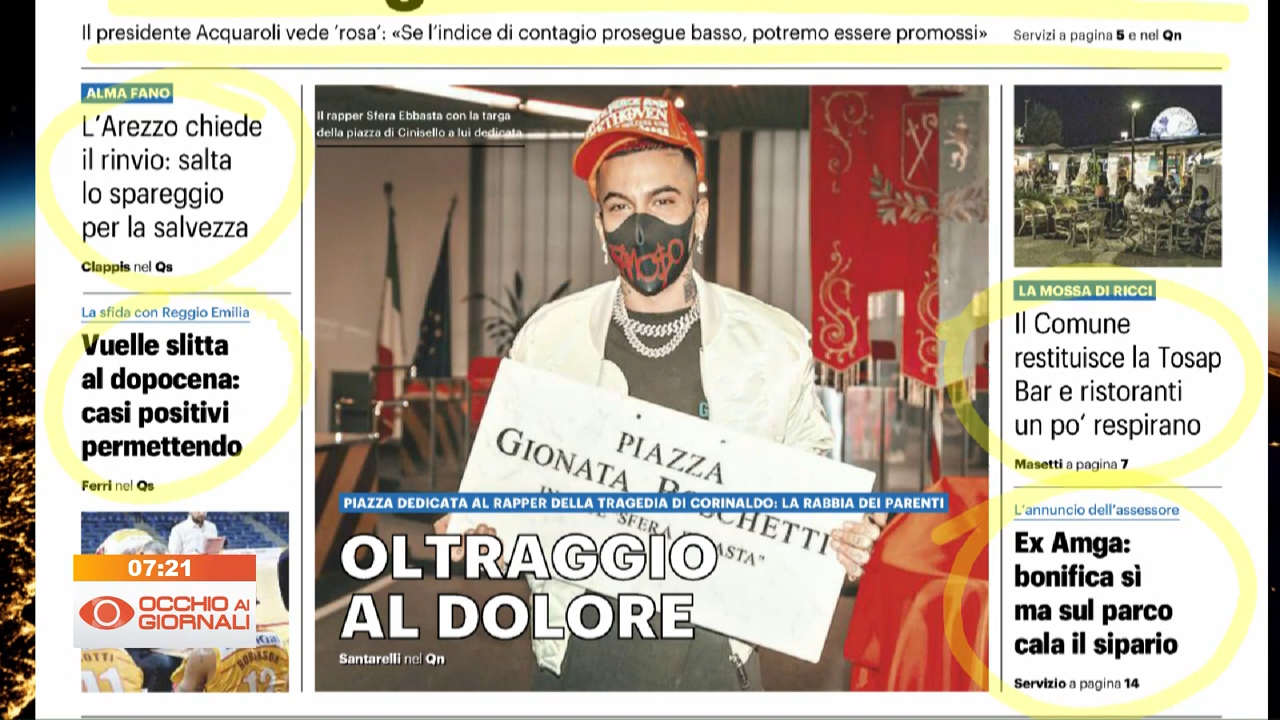 Il presidente Acquaroli vede ‘rosa’: «Se l’indice di contagio prosegue basso, potremo essere promossi»
Servizi a pagina 5 e nel Qn
ALMA FANO
L’Arezzo chiede
il rinvio: salta
lo spareggio
per la salvezza
Ciappis nel Qs
La sfida con Reggio Emilia
Vuelle slitta
al dopocena:
casi positivi
permettendo
Ferri nel Qs
07:21
OCCHIO AI
GIORNALI
OTTI
11
ROBINSON
12
Il rapper Sfera Ebbasta con la targa
della piazza di Cinisello a lui dedicata
PIAZZA
GIONATA
PIAZZA DEDICATA AL RAPPER DELLA TRAGEDIA DI CORINALDO: LA RABBIA DEI PARENTI
OLTRAGGIO
AL DOLORE
Santarelli nel Qn
LA MOSSA DI RICCI
Il Comune
restituisce la Tosap
Bar e ristoranti
un po’ respirano
Masetti a pagina 7
L’annuncio dell’assessore
Ex Amga:
bonifica sì
ma sul parco
cala il sipario
Servizio a pagina 14